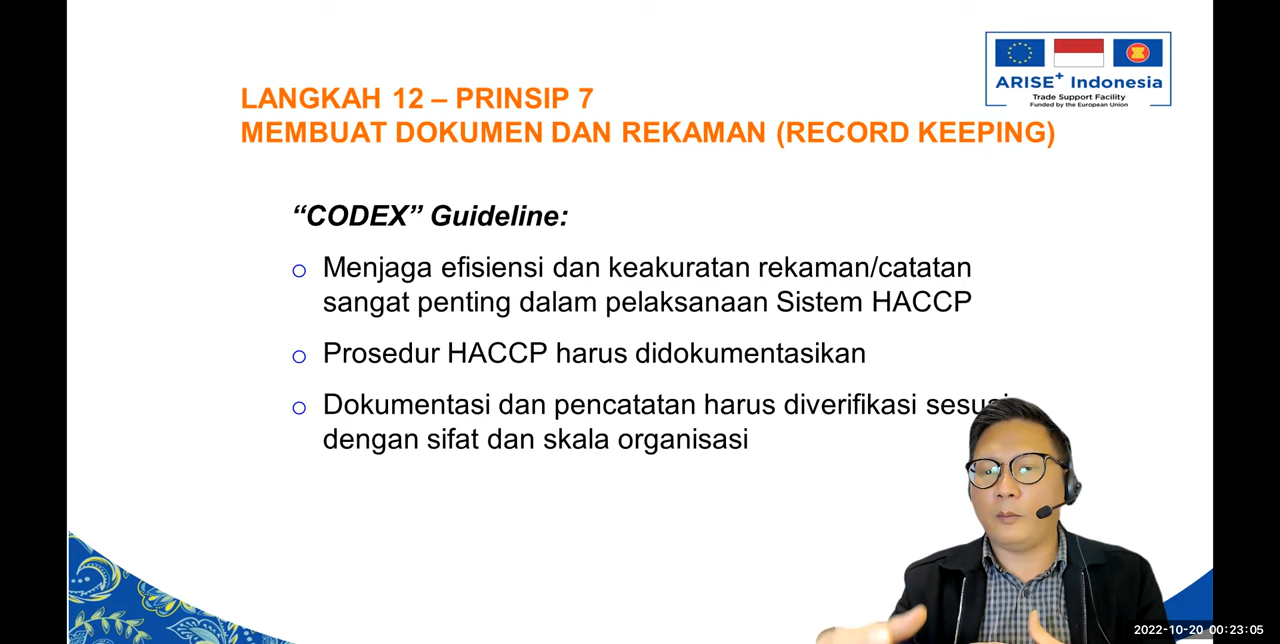 ARISE+ Indonesia
Trade Support Facility
Funded by the European Union
LANGKAH 12 – PRINSIP 7
MEMBUAT DOKUMEN DAN REKAMAN (RECORD KEEPING)
“CODEX” Guideline:
Menjaga efisiensi dan keakuratan rekaman/catatan
sangat penting dalam pelaksanaan Sistem HACCP
Prosedur HACCP harus didokumentasikan
Dokumentasi dan pencatatan harus diverifikasi sesuai
dengan sifat dan skala organisasi
2022-10-20 00:23:05